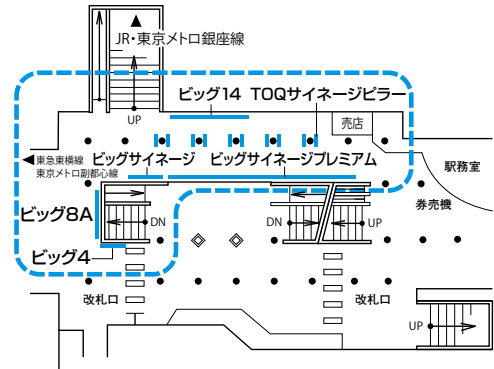 JR・東京メトロ銀座線
UP
ビッグ14 TOQサイネージピラー
売店
東急東横線
東京メトロ副都心線
ビッグサイネージ ビッグサイネージプレミアム
駅務室
券売機
ビッグ8A
DN
DN
UP
ビッグ4
改札口
改札口
UP